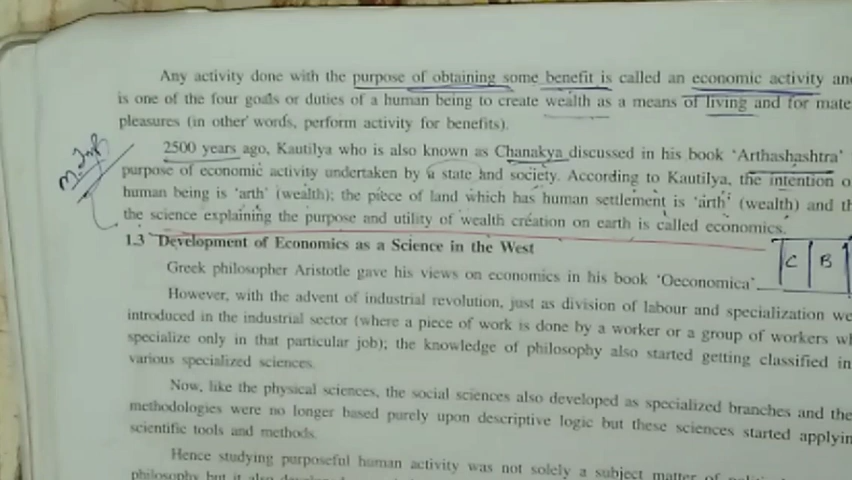 Any activity done with the purpose of obtaining some benefit is called an economic activity an
is one of the four goals or duties of a human being to create wealth as a means of living and for mate
pleasures (in other words, perform activity for benefits).
2500 years ago, Kautilya who is also known as Chanakya discussed in his book 'Arthashashtra'
purpose of economic activity undertaken by a state and society. According to Kautilya, the intention o
human being is 'arth' (wealth); the piece of land which has human settlement is 'arth' (wealth) and th
the science explaining the purpose and utility of wealth creation on earth is called economics.
M. Imp
1.3 Development of Economics as a Science in the West
C B
Greek philosopher Aristotle gave his views on economics in his book 'Oeconomica'
However, with the advent of industrial revolution, just as division of labour and specialization we
introduced in the industrial sector (where a piece of work is done by a worker or a group of workers wh
specialize only in that particular job); the knowledge of philosophy also started getting classified in
various specialized sciences.
Now, like the physical sciences, the social sciences also developed as specialized branches and the
methodologies were no longer based purely upon descriptive logic but these sciences started applyin
scientific tools and methods.
Hence studying purposeful human activity was not solely a subject matter of
philosophy but it also